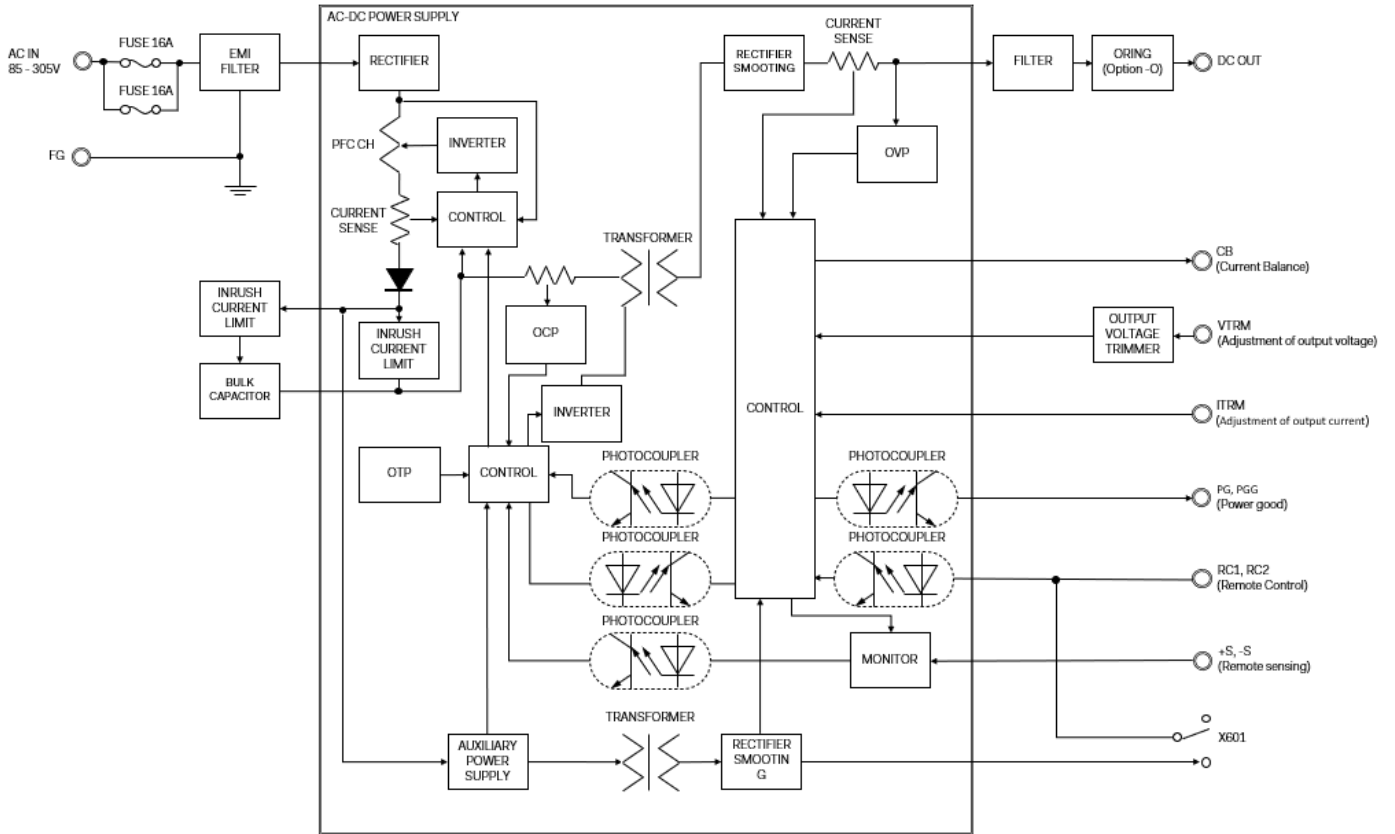 AC-DC POWER SUPPLY
AC IN
85 - 305V
FUSE 16A
FUSE 16A
EMI
FILTER
RECTIFIER
RECTIFIER
SMOOTING
CURRENT
SENSE
FILTER
ORING
(Option -O)
DC OUT
FG
PFC CH
INVERTER
OVP
CURRENT
SENSE
CONTROL
TRANSFORMER
CB
(Current Balance)
INRUSH
CURRENT
LIMIT
INRUSH
CURRENT
LIMIT
OCP
OUTPUT
VOLTAGE
TRIMMER
VTRM
(Adjustment of output voltage)
BULK
CAPACITOR
INVERTER
CONTROL
ITRM
(Adjustment of output current)
OTP
CONTROL
PHOTOCOUPLER
PHOTOCOUPLER
PG, PGG
(Power good)
PHOTOCOUPLER
PHOTOCOUPLER
RC1, RC2
(Remote Control)
PHOTOCOUPLER
MONITOR
+S, -S
(Remote sensing)
TRANSFORMER
AUXILIARY
POWER
SUPPLY
RECTIFIER
SMOOTIN
G
X601